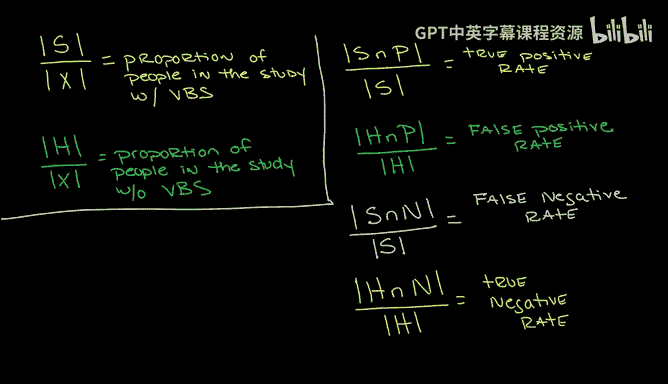 GPT中英字幕课程资源 bilibili
|S|
|X|
= proportion of
people in the study
w/ VBS
|H|
|X|
= proportion of
people in the study
w/o VBS
|S∩P|
|S|
= true positive
Rate
|H∩P|
|H|
= False positive
Rate
|S∩N|
|S|
= False Negative
Rate
|H∩N|
|H|
= true
Negative
Rate